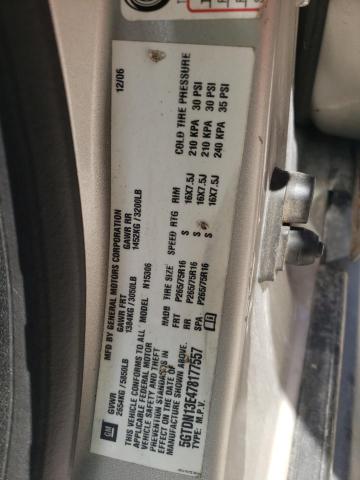 GM
MFD BY GENERAL MOTORS CORPORATION
12/06
GVWR GAWR FRT GAWR RR
2654KG/5850LB 1384KG/3050LB 1452KG/3200LB
THIS VEHICLE CONFORMS TO ALL
APPLICABLE FEDERAL MOTOR
VEHICLE SAFETY AND THEFT
PREVENTION STANDARDS IN
EFFECT ON THE DATE OF
MANUFACTURE SHOWN ABOVE.
5GTDN13E478177557
TYPE: M.P.V.
MODEL N15306
TIRE SIZE SPEED RTG RIM COLD TIRE PRESSURE
FRT P265/75R16 S 16X7.5J 210 KPA 30 PSI
RR P265/75R16 S 16X7.5J 210 KPA 30 PSI
SPA P265/75R16 S 16X7.5J 240 KPA 35 PSI